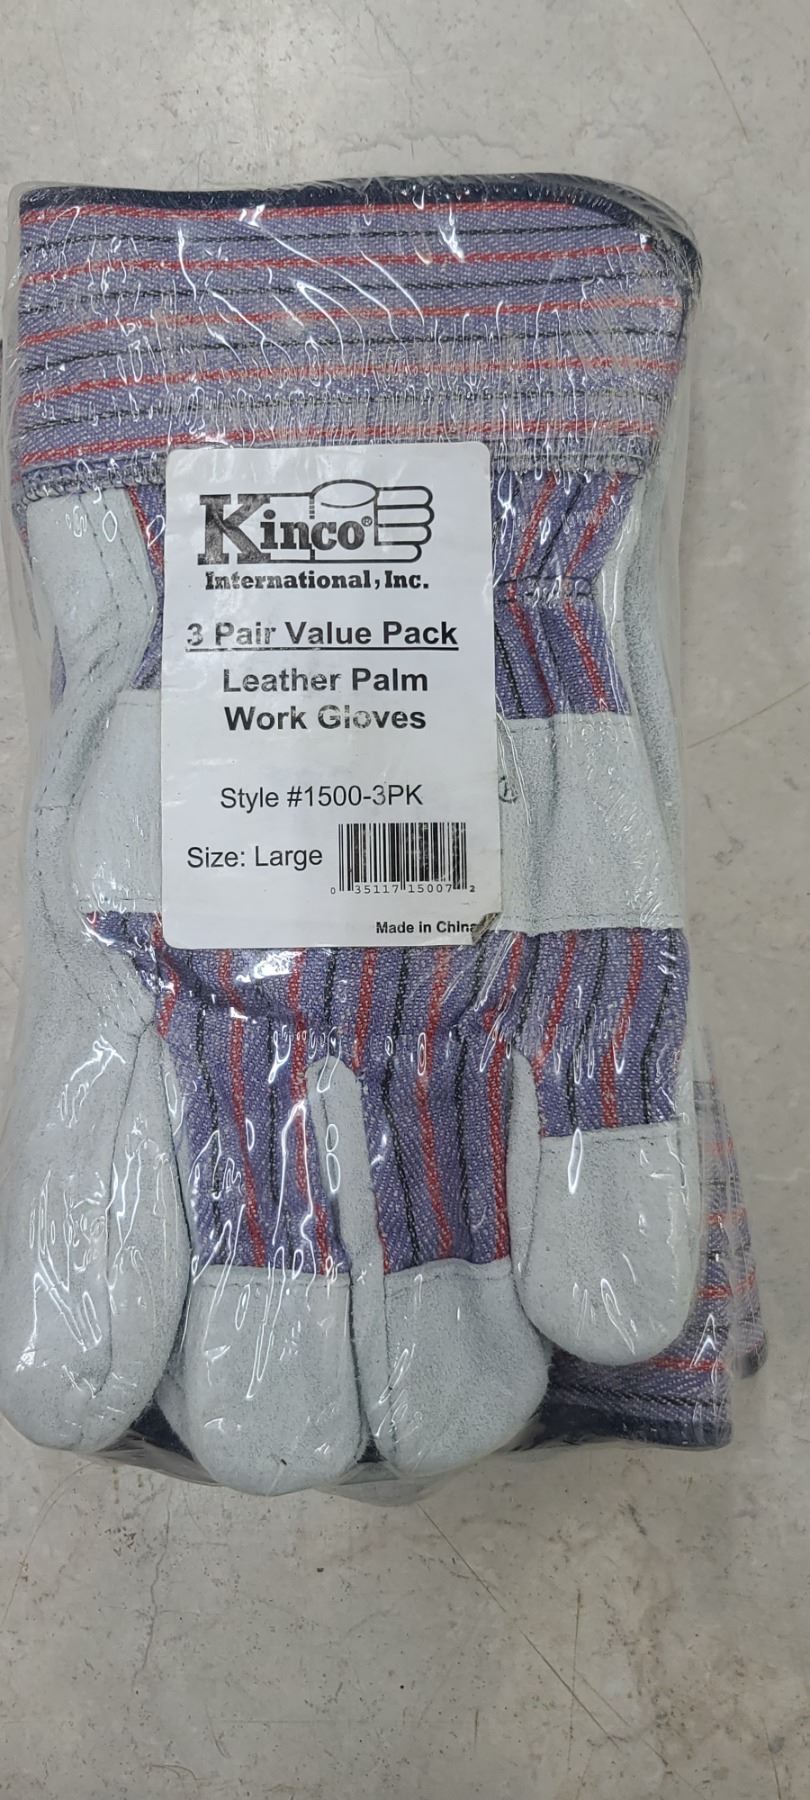 Kinco®
International, Inc.
3 Pair Value Pack
Leather Palm
Work Gloves
Style #1500-3PK
Size: Large
0 35117 15007 2
Made in China